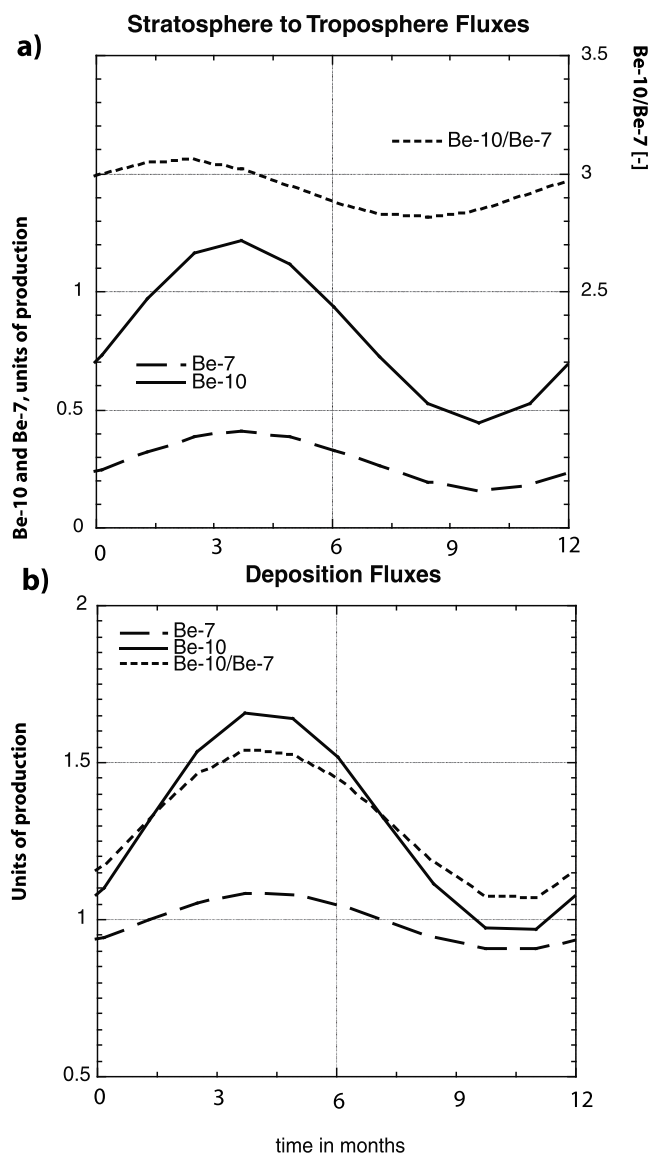 Stratosphere to Troposphere Fluxes
a)
3.5
Be-10/Be-7 [-]
Be-10/Be-7
3
Be-10 and Be-7, units of production
1
2.5
Be-7
Be-10
0.5
0
0 3 6 9 12
b)
Deposition Fluxes
2
Be-7
Be-10
Be-10/Be-7
Units of production
1.5
1
0.5
0 3 6 9 12
time in months